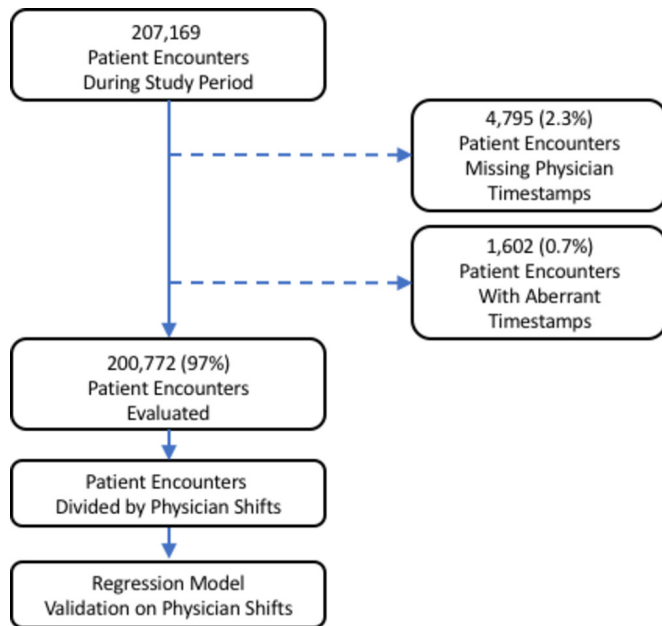 207,169
Patient Encounters
During Study Period
4,795 (2.3%)
Patient Encounters
Missing Physician
Timestamps
1,602 (0.7%)
Patient Encounters
With Aberrant
Timestamps
200,772 (97%)
Patient Encounters
Evaluated
Patient Encounters
Divided by Physician Shifts
Regression Model
Validation on Physician Shifts